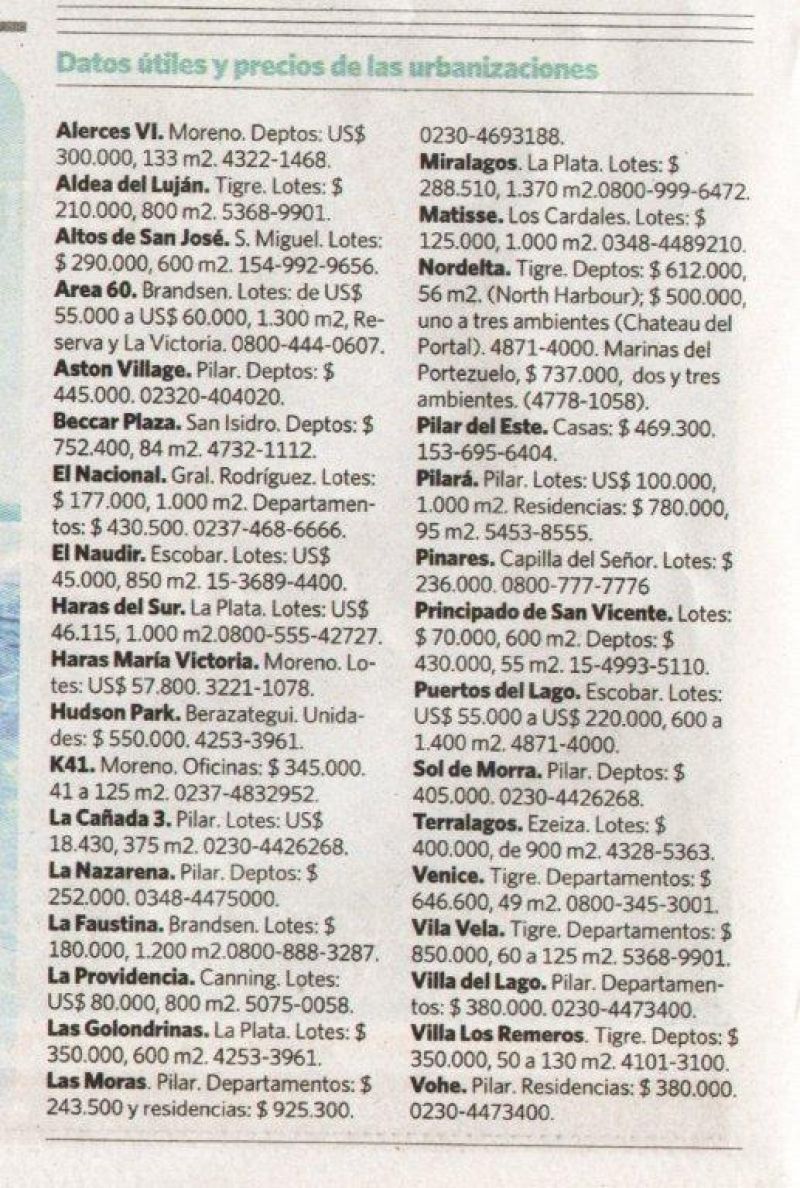 Datos útiles y precios de las urbanizaciones
Alerces VI. Moreno. Deptos: US$
300.000, 133 m2. 4322-1468.
Aldea del Luján. Tigre. Lotes: $
210.000, 800 m2. 5368-9901.
Altos de San José. S. Miguel. Lotes:
$ 290.000, 600 m2. 154-992-9656.
Area 60. Brandsen. Lotes: de US$
55.000 a US$ 60.000, 1.300 m2, Re-
serva y La Victoria. 0800-444-0607.
Aston Village. Pilar. Deptos: $
445.000. 02320-404020.
Beccar Plaza. San Isidro. Deptos: $
752.400, 84 m2. 4732-1112.
El Nacional. Gral. Rodríguez. Lotes:
$ 177.000, 1.000 m2. Departamen-
tos: $ 430.500. 0237-468-6666.
El Naudir. Escobar. Lotes: US$
45.000, 850 m2. 15-3689-4400.
Haras del Sur. La Plata. Lotes: US$
46.115, 1.000 m2.0800-555-42727.
Haras María Victoria. Moreno. Lo-
tes: US$ 57.800. 3221-1078.
Hudson Park. Berazategui. Unida-
des: $ 550.000. 4253-3961.
K41. Moreno. Oficinas: $ 345.000.
41 a 125 m2. 0237-4832952.
La Cañada 3. Pilar. Lotes: US$
18.430, 375 m2. 0230-4426268.
La Nazarena. Pilar. Deptos: $
252.000. 0348-4475000.
La Faustina. Brandsen. Lotes: $
180.000, 1.200 m2.0800-888-3287.
La Providencia. Canning. Lotes:
US$ 80.000, 800 m2. 5075-0058.
Las Golondrinas. La Plata. Lotes: $
350.000, 600 m2. 4253-3961.
Las Moras. Pilar. Departamentos: $
243.500 y residencias: $ 925.300.
0230-4693188.
Miralagos. La Plata. Lotes: $
288.510, 1.370 m2.0800-999-6472.
Matisse. Los Cardales. Lotes: $
125.000, 1.000 m2. 0348-4489210.
Nordelta. Tigre. Deptos: $ 612.000,
56 m2. (North Harbour); $ 500.000,
uno a tres ambientes (Chateau del
Portal). 4871-4000. Marinas del
Portezuelo, $ 737.000, dos y tres
ambientes. (4778-1058).
Pilar del Este. Casas: $ 469.300.
153-695-6404.
Pilará. Pilar. Lotes: US$ 100.000,
1.000 m2. Residencias: $ 780.000,
95 m2. 5453-8555.
Pinares. Capilla del Señor. Lotes: $
236.000. 0800-777-7776
Principado de San Vicente. Lotes:
$ 70.000, 600 m2. Deptos: $
430.000, 55 m2. 15-4993-5110.
Puertos del Lago. Escobar. Lotes:
US$ 55.000 a US$ 220.000, 600 a
1.400 m2. 4871-4000.
Sol de Morra. Pilar. Deptos: $
405.000. 0230-4426268.
Terralagos. Ezeiza. Lotes: $
400.000, de 900 m2. 4328-5363.
Venice. Tigre. Departamentos: $
646.600, 49 m2. 0800-345-3001.
Vila Vela. Tigre. Departamentos: $
850.000, 60 a 125 m2. 5368-9901.
Villa del Lago. Pilar. Departamen-
tos: $ 380.000. 0230-4473400.
Villa Los Remeros. Tigre. Deptos: $
350.000, 50 a 130 m2. 4101-3100.
Vohe. Pilar. Residencias: $ 380.000.
0230-4473400.